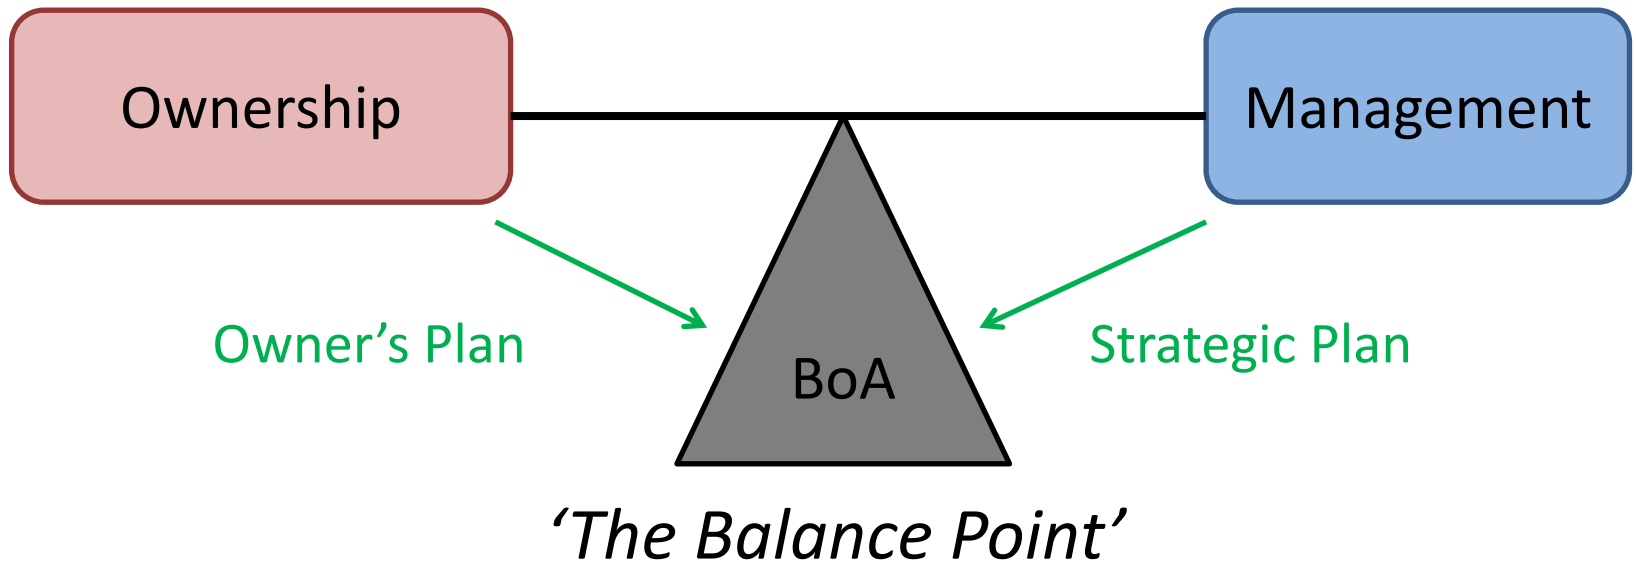 Ownership
Management
Owner’s Plan
Strategic Plan
BoA
‘The Balance Point’